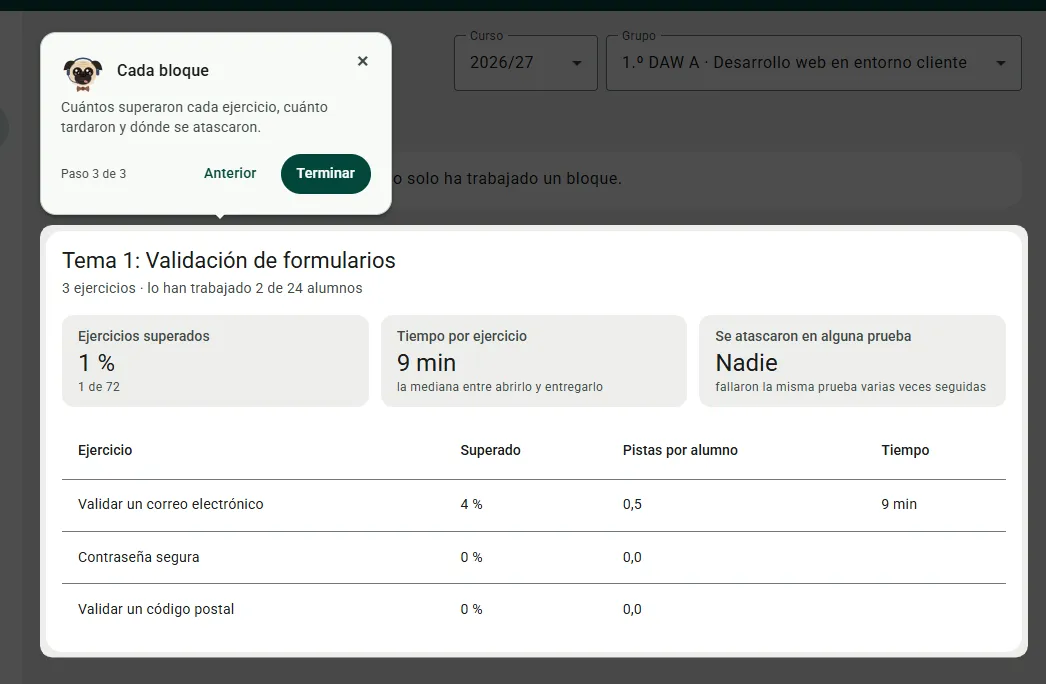 Cada bloque
Cuántos superaron cada ejercicio, cuánto
tardaron y dónde se atascaron.
Paso 3 de 3
Anterior
Terminar
Curso
2026/27
Grupo
1.º DAW A · Desarrollo web en entorno cliente
o solo ha trabajado un bloque.
Tema 1: Validación de formularios
3 ejercicios · lo han trabajado 2 de 24 alumnos
Ejercicios superados
1 %
1 de 72
Tiempo por ejercicio
9 min
la mediana entre abrirlo y entregarlo
Se atascaron en alguna prueba
Nadie
fallaron la misma prueba varias veces seguidas
Ejercicio Superado Pistas por alumno Tiempo
Validar un correo electrónico 4 % 0,5 9 min
Contraseña segura 0 % 0,0
Validar un código postal 0 % 0,0